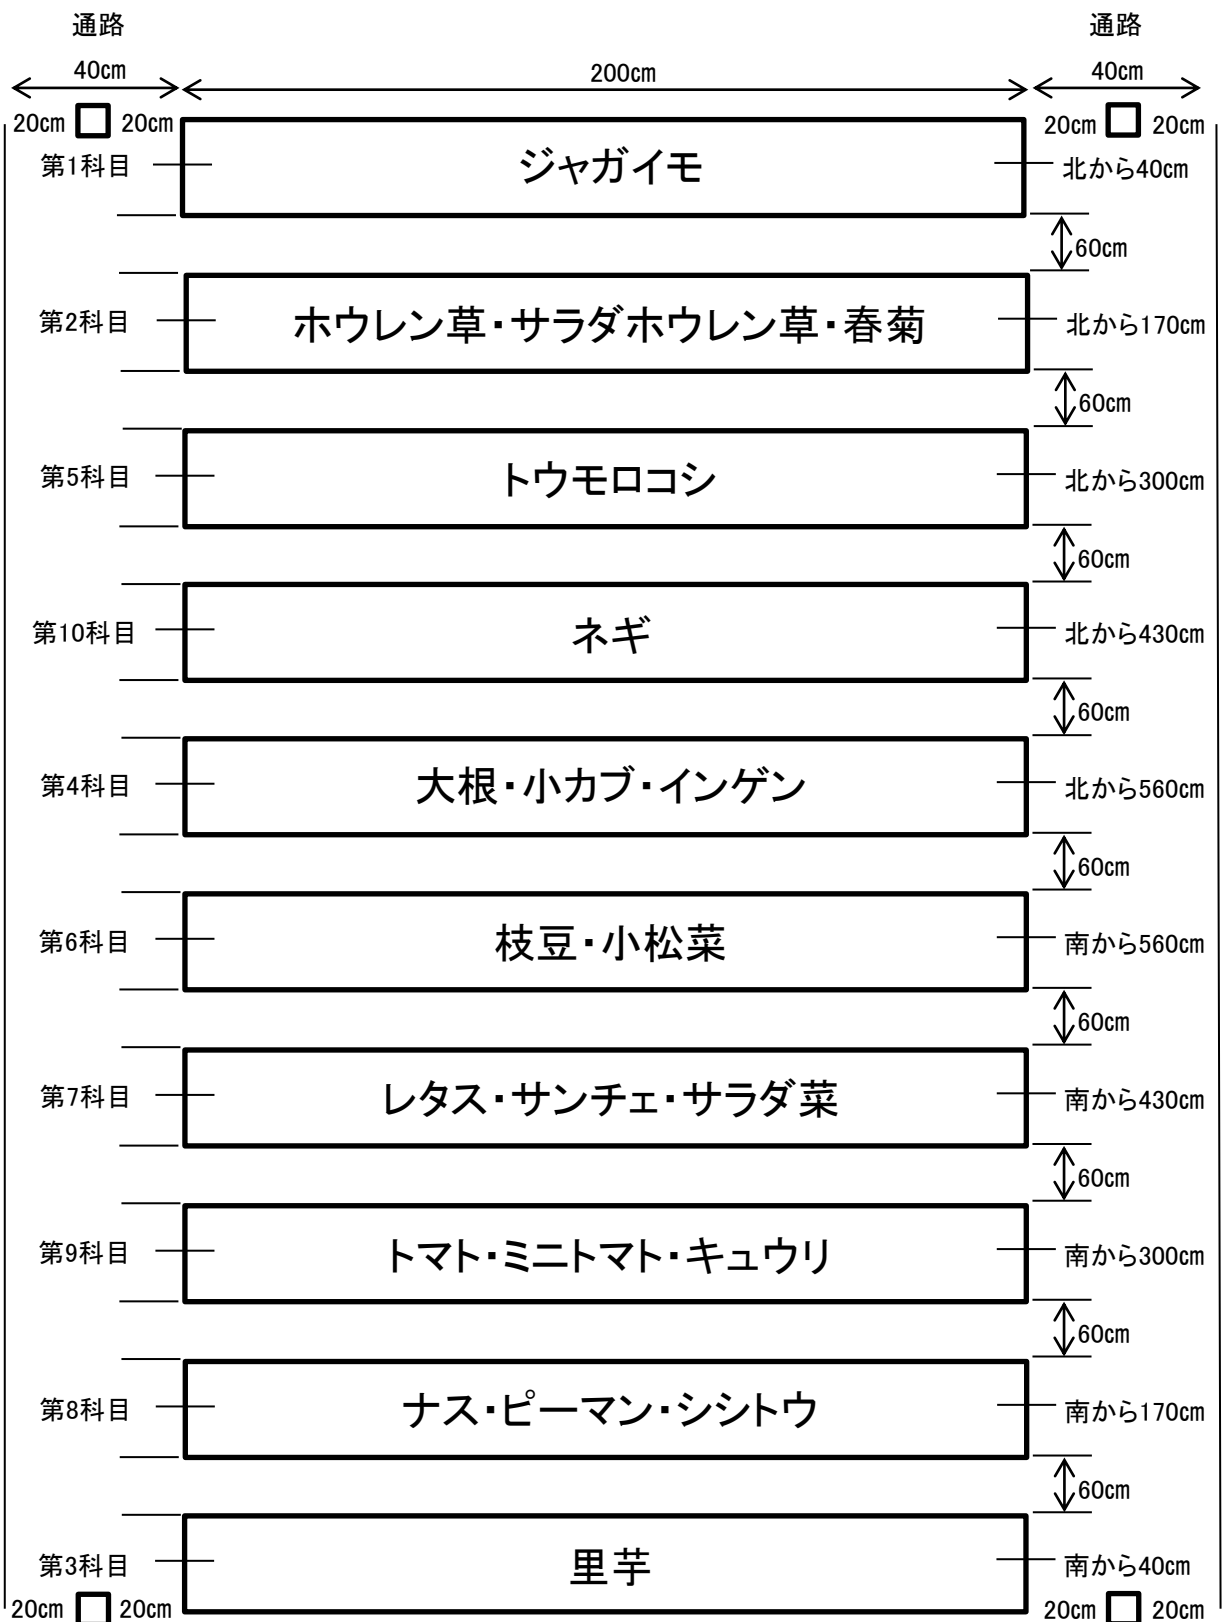 通路 通路
40cm 200cm 40cm
20cm 20cm 20cm 20cm
第1科目 ジャガイモ 北から40cm
60cm
第2科目 ホウレン草・サラダホウレン草・春菊 北から170cm
60cm
第5科目 トウモロコシ 北から300cm
60cm
第10科目 ネギ 北から430cm
60cm
第4科目 大根・小カブ・インゲン 北から560cm
60cm
第6科目 枝豆・小松菜 南から560cm
60cm
第7科目 レタス・サンチェ・サラダ菜 南から430cm
60cm
第9科目 トマト・ミニトマト・キュウリ 南から300cm
60cm
第8科目 ナス・ピーマン・シシトウ 南から170cm
60cm
第3科目 里芋 南から40cm
20cm 20cm 20cm 20cm